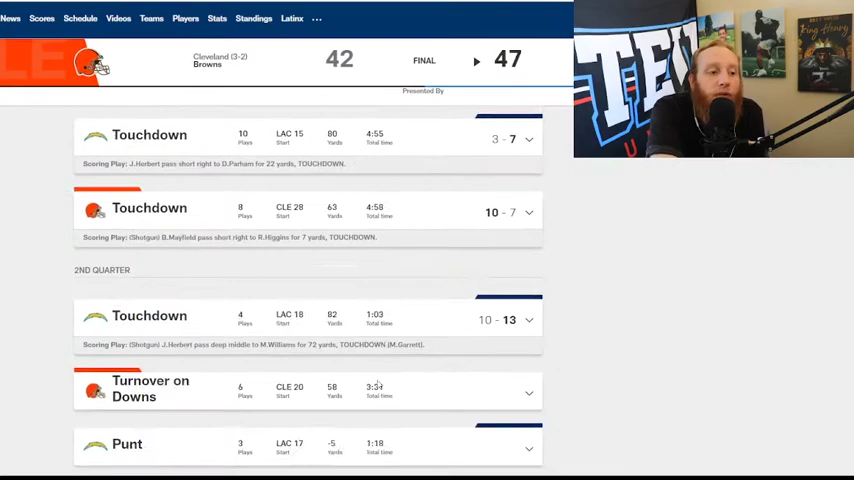 News Scores Schedule Videos Teams Players Stats Standings Latinx ...
Cleveland (3-2)
Browns
42
FINAL
47
Presented By
Touchdown 10 LAC 15 80 4:55 3 - 7
Plays Start Yards Total time
Scoring Play: J.Herbert pass short right to D.Parham for 22 yards, TOUCHDOWN.
Touchdown 8 CLE 28 63 4:58 10 - 7
Plays Start Yards Total time
Scoring Play: (Shotgun) B.Mayfield pass short right to R.Higgins for 7 yards, TOUCHDOWN.
2ND QUARTER
Touchdown 4 LAC 18 82 1:03 10 - 13
Plays Start Yards Total time
Scoring Play: (Shotgun) J.Herbert pass deep middle to M.Williams for 72 yards, TOUCHDOWN (M.Garrett).
Turnover on Downs 6 CLE 20 58
Plays Start Yards Total time
Punt 3 LAC 17 -5 1:18
Plays Start Yards Total time
TEN
King Henry